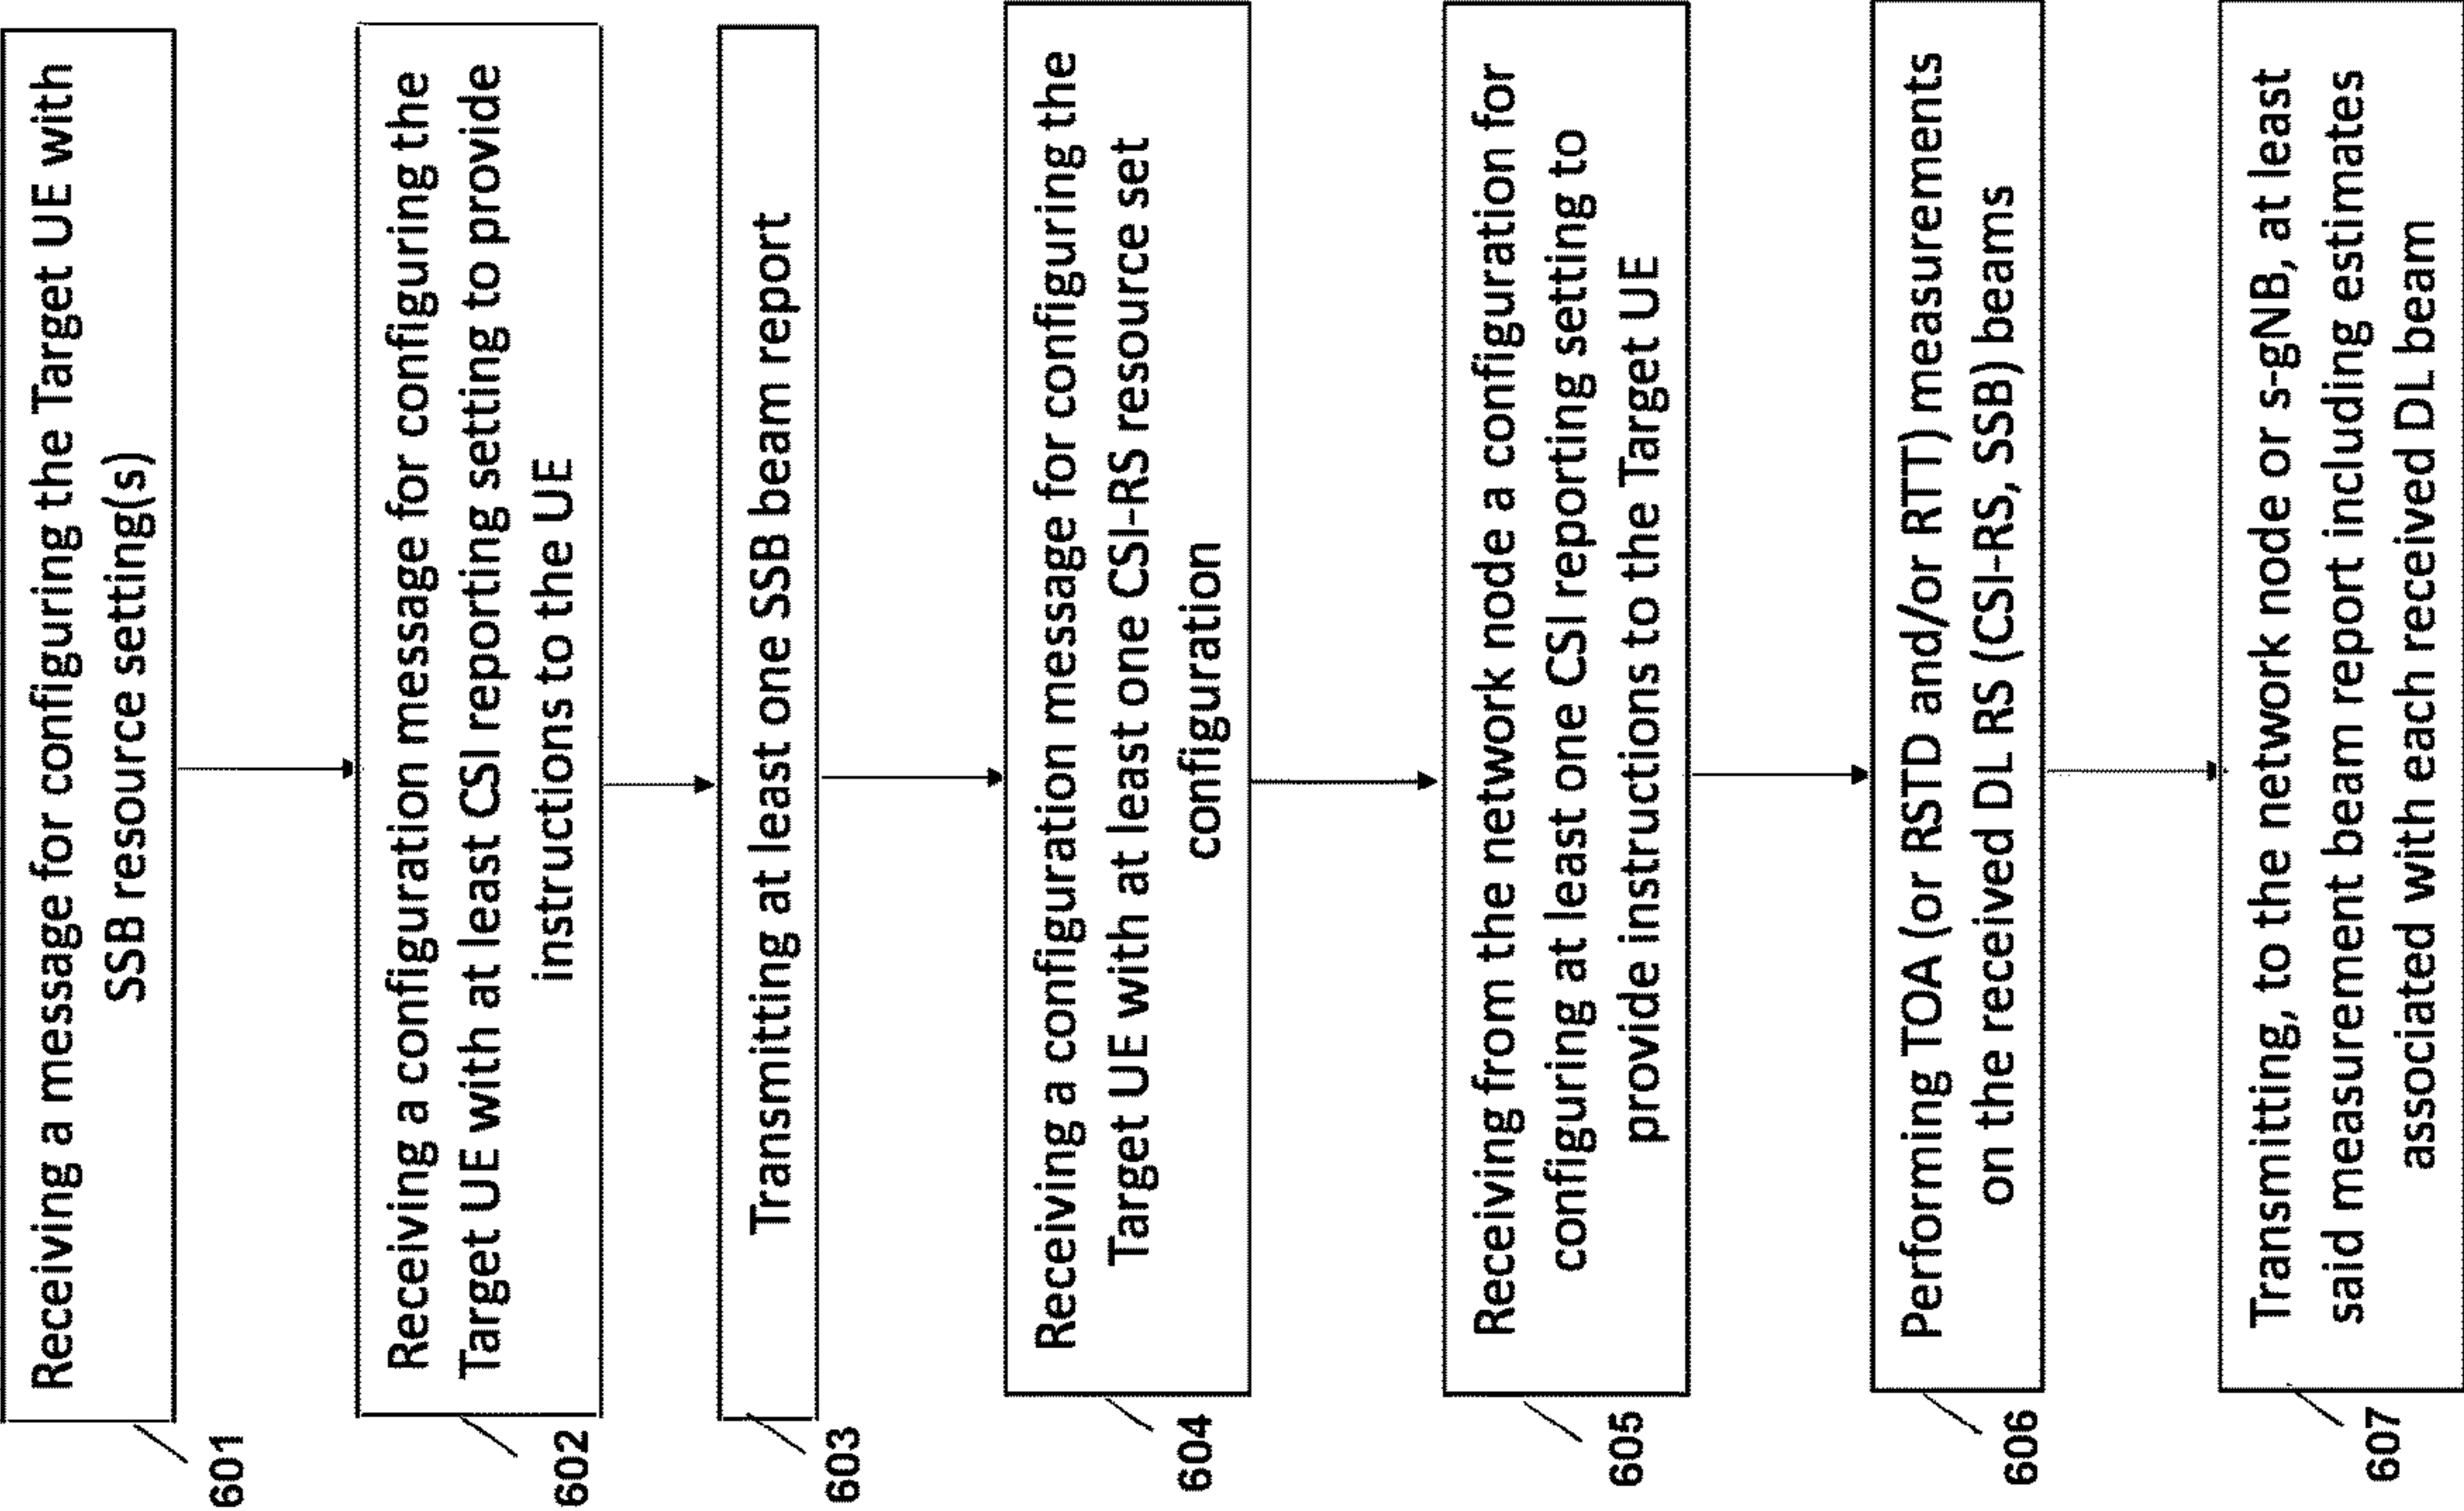 Receiving a message for configuring the Target UE with
SSB resource setting(s)
601
Receiving a configuration message for configuring the
Target UE with at least CSI reporting setting to provide
instructions to the UE
602
Transmitting at least one SSB beam report
603
Receiving a configuration message for configuring the
Target UE with at least one CSI-RS resource set
configuration
604
Receiving from the network node a configuration for
configuring at least one CSI reporting setting to
provide instructions to the Target UE
605
Performing TOA (or RSTD and/or RTT) measurements
on the received DL RS (CSI-RS, SSB) beams
606
Transmitting, to the network node or s-gNB, at least
said measurement beam report including estimates
associated with each received DL beam
607